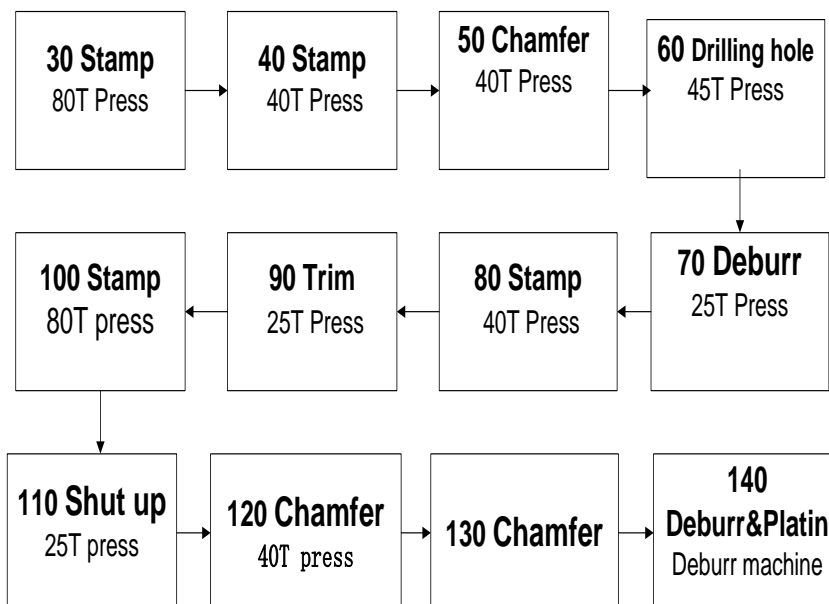 30 Stamp
80T Press
40 Stamp
40T Press
50 Chamfer
40T Press
60 Drilling hole
45T Press
70 Deburr
25T Press
80 Stamp
40T Press
90 Trim
25T Press
100 Stamp
80T press
110 Shut up
25T press
120 Chamfer
40T press
130 Chamfer
140
Deburr&Platin
Deburr machine